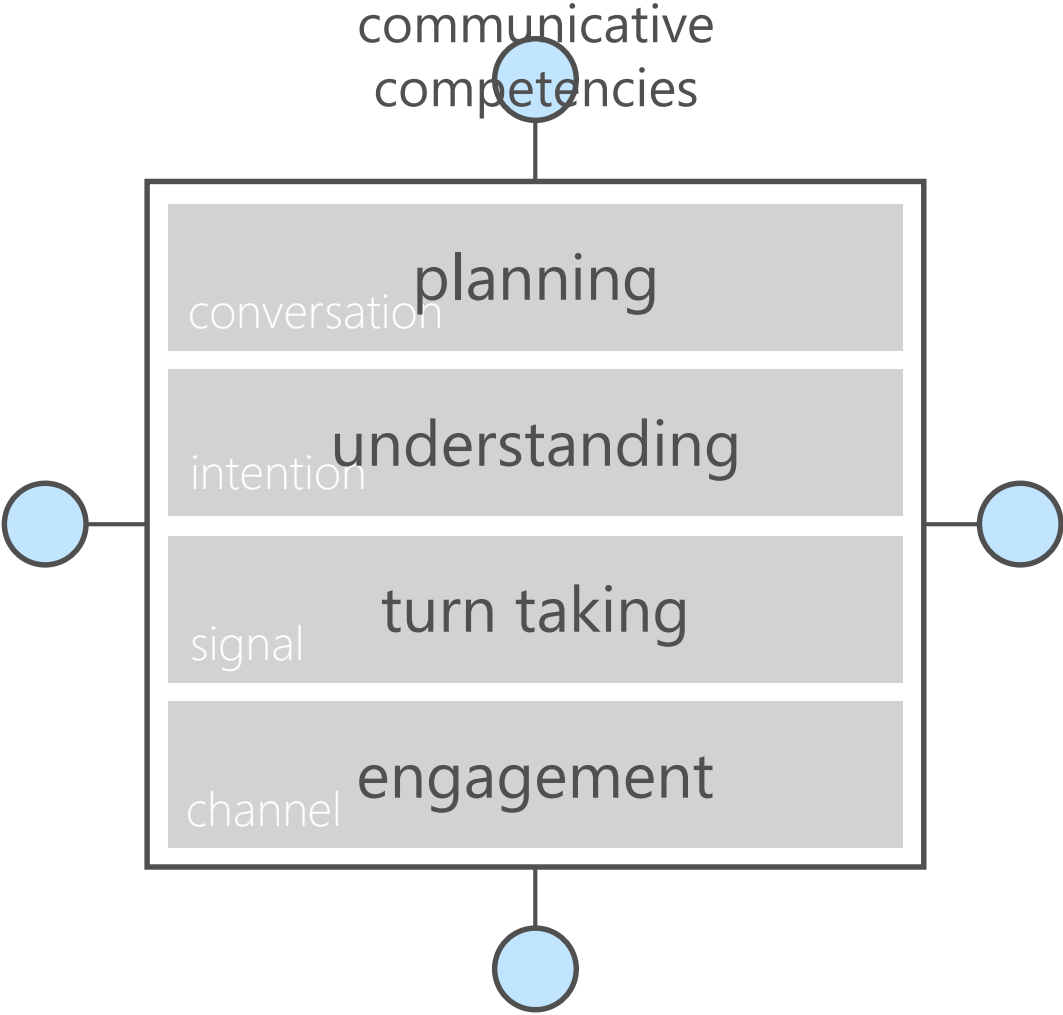 communicative
competencies
planning
conversation
understanding
intention
turn taking
signal
engagement
channel